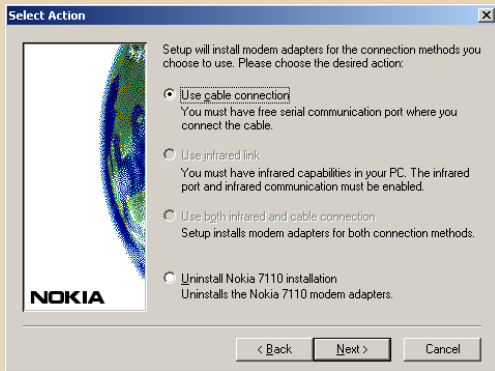 Select Action
Setup will install modem adapters for the connection methods you
choose to use. Please choose the desired action:
Use cable connection
You must have free serial communication port where you
connect the cable.
Use infrared link
You must have infrared capabilities in your PC. The infrared
port and infrared communication must be enabled.
Use both infrared and cable connection
Setup installs modem adapters for both connection methods.
Uninstall Nokia 7110 installation
Uninstalls the Nokia 7110 modem adapters.
NOKIA
< Back
Next >
Cancel